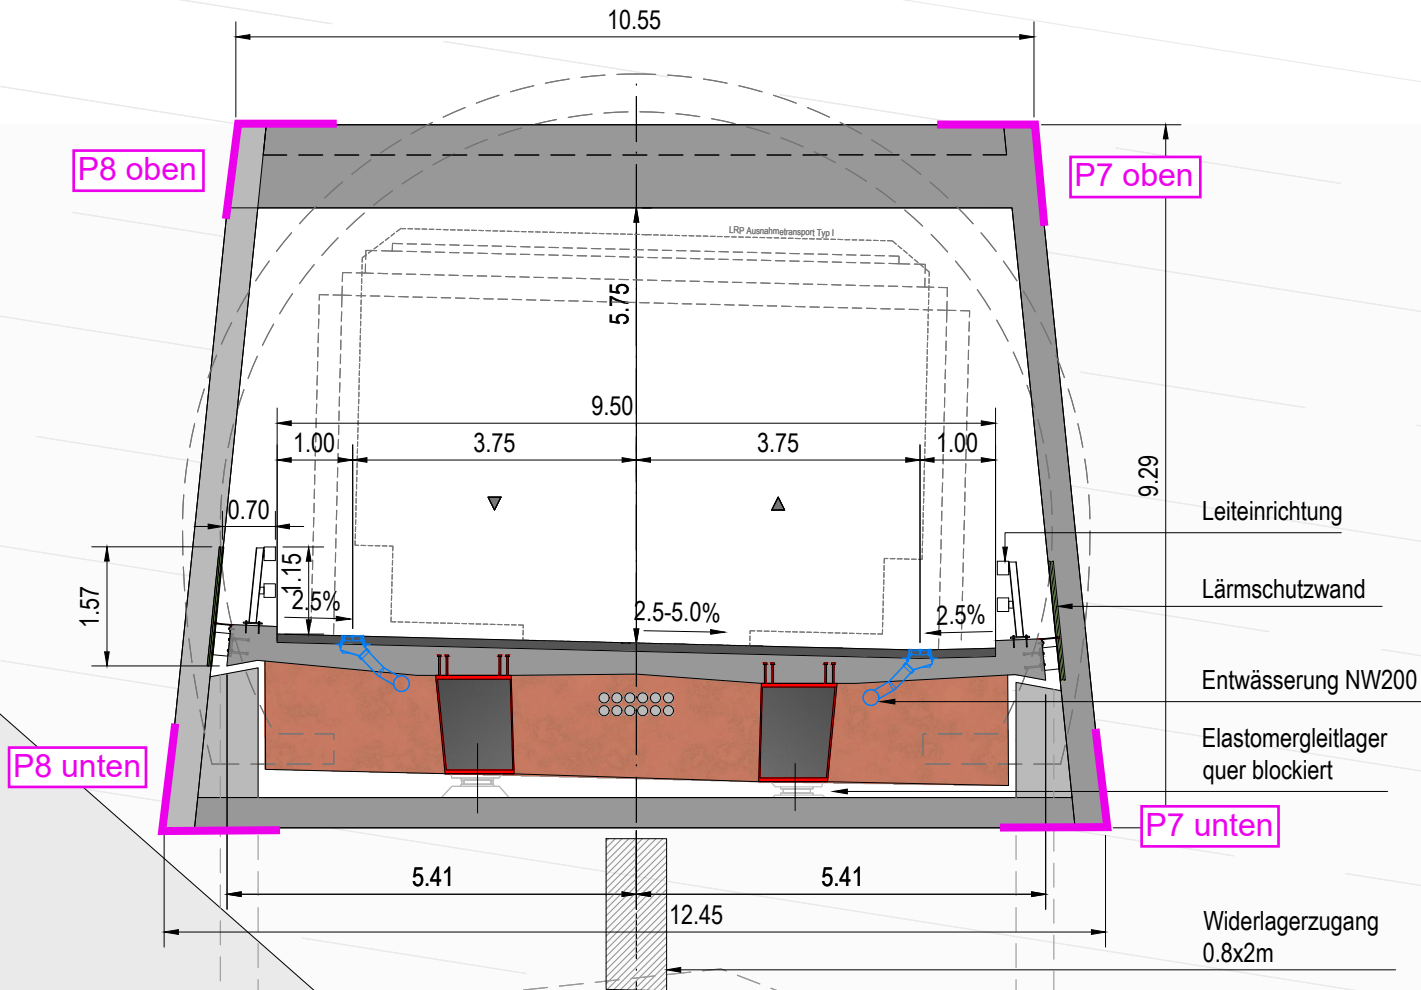 10.55
P8 oben
P7 oben
LRP Ausnahmetransport Typ I
5.75
9.50
1.00
3.75
3.75
1.00
9.29
0.70
Leiteinrichtung
1.15
1.57
2.5%
2.5-5.0%
2.5%
Lärmschutzwand
Entwässerung NW200
P8 unten
Elastomergleitlager
quer blockiert
P7 unten
5.41
5.41
12.45
Widerlagerzugang
0.8x2m